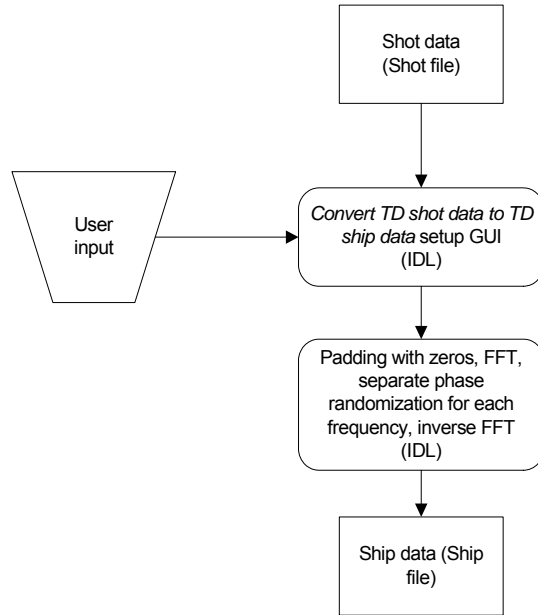 Shot data
(Shot file)
User
input
Convert TD shot data to TD
ship data setup GUI
(IDL)
Padding with zeros, FFT,
separate phase
randomization for each
frequency, inverse FFT
(IDL)
Ship data (Ship
file)